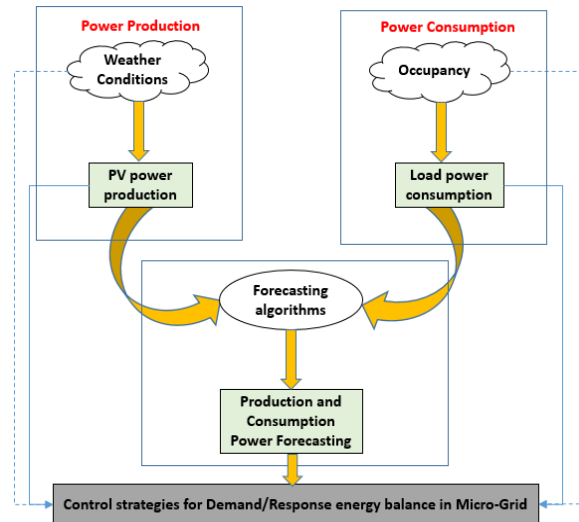 Power Production
Weather
Conditions
PV power
production
Power Consumption
Occupancy
Load power
consumption
Forecasting
algorithms
Production and
Consumption
Power Forecasting
Control strategies for Demand/Response energy balance in Micro-Grid